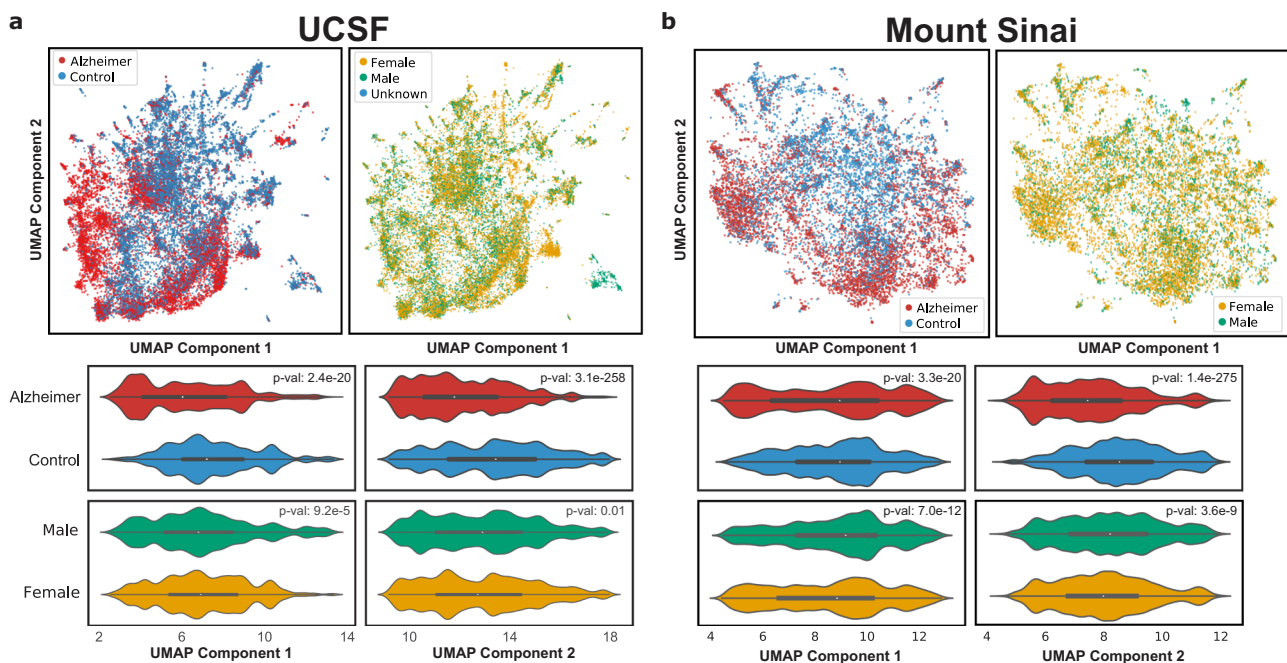 a
UCSF
Alzheimer
Control
Female
Male
Unknown
UMAP Component 2
UMAP Component 1
UMAP Component 1
Alzheimer
Control
Male
Female
p-val: 2.4e-20
p-val: 3.1e-258
p-val: 9.2e-5
p-val: 0.01
2 6 10 14
10 14 18
UMAP Component 1
UMAP Component 2
b
Mount Sinai
UMAP Component 2
Alzheimer
Control
Female
Male
UMAP Component 1
UMAP Component 1
p-val: 3.3e-20
p-val: 1.4e-275
p-val: 7.0e-12
p-val: 3.6e-9
4 6 8 10 12
4 6 8 10 12
UMAP Component 1
UMAP Component 2